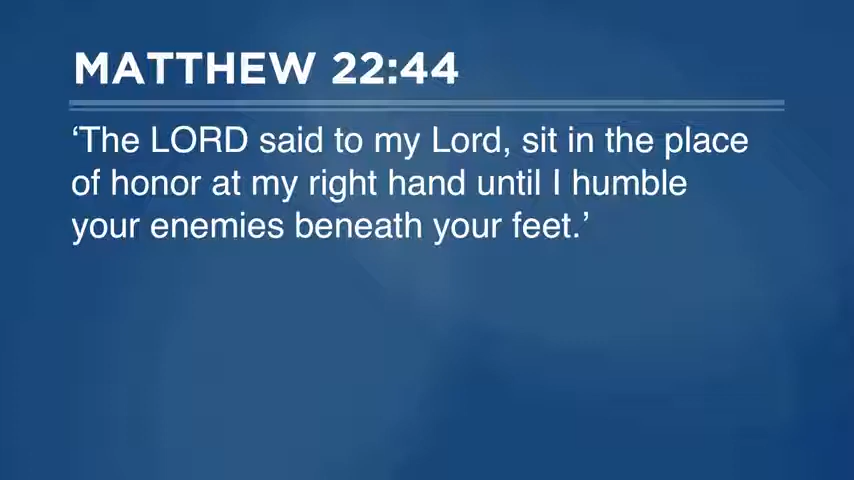 MATTHEW 22:44
‘The LORD said to my Lord, sit in the place
of honor at my right hand until I humble
your enemies beneath your feet.’